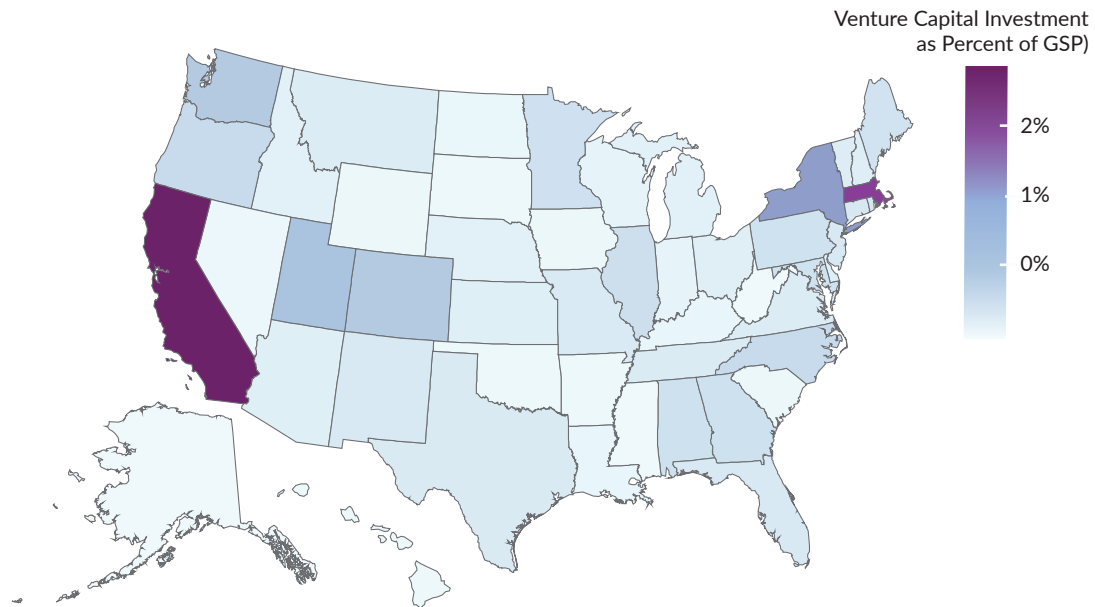 Venture Capital Investment
as Percent of GSP)
2%
1%
0%